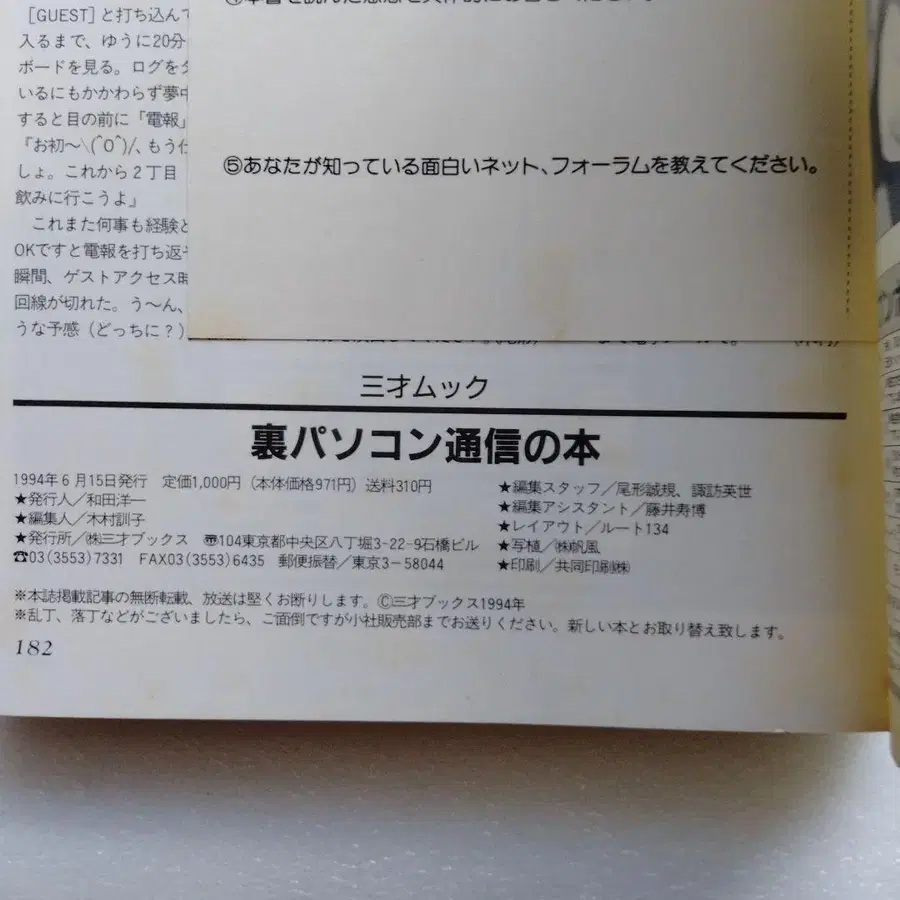 [GUEST]と打ち込んで
入るまで、ゆうに20分
ボードを見る。ログを
いるにもかかわらず夢中
すると目の前に「電報」
『お初〜\(^O^)/、もう仕
しょ。これから2丁目
飲みに行こうよ』
これまた何事も経験と
OKですと電報を打ち返
瞬間、ゲストアクセス時
回線が切れた。う〜ん、
うな予感（どっちに？）
⑤あなたが知っている面白いネット、フォーラムを教えてください。
三才ムック
裏パソコン通信の本
1994年6月15日発行　定価1,000円（本体価格971円）送料310円
★発行人／和田洋一
★編集人／木村訓子
★発行所／㈱三才ブックス　〠104東京都中央区八丁堀3-22-9石橋ビル
☎03(3553)7331　FAX03(3553)6435　郵便振替／東京3-58044
★編集スタッフ／尾形誠規、諏訪英世
★編集アシスタント／藤井寿博
★レイアウト／ルート134
★写植／㈱帆風
★印刷／共同印刷㈱
※本誌掲載記事の無断転載、放送は堅くお断りします。Ⓒ三才ブックス1994年
※乱丁、落丁などがございましたら、ご面倒ですが小社販売部までお送りください。新しい本とお取り替え致します。
182